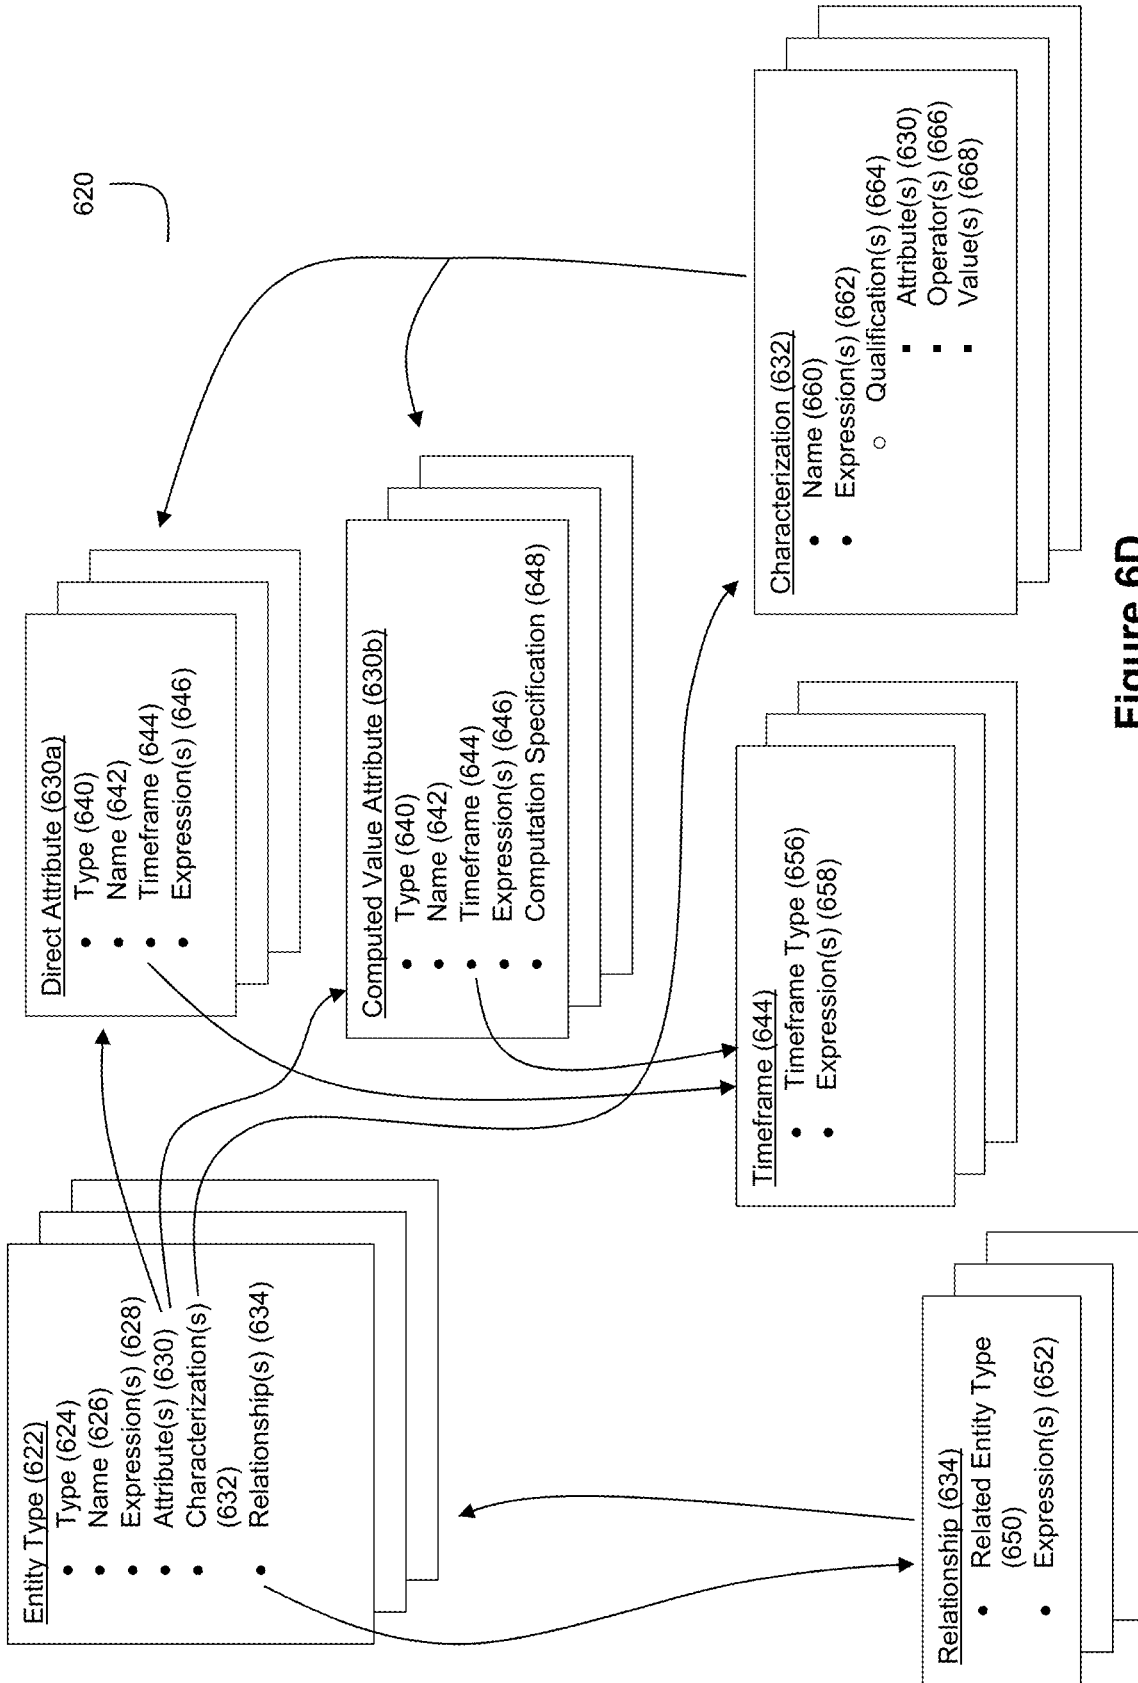 620
Entity Type (622)
• Type (624)
• Name (626)
• Expression(s) (628)
• Attribute(s) (630)
• Characterization(s)
(632)
• Relationship(s) (634)
Direct Attribute (630a)
• Type (640)
• Name (642)
• Timeframe (644)
• Expression(s) (646)
Computed Value Attribute (630b)
• Type (640)
• Name (642)
• Timeframe (644)
• Expression(s) (646)
• Computation Specification (648)
Relationship (634)
• Related Entity Type
(650)
• Expression(s) (652)
Timeframe (644)
• Timeframe Type (656)
• Expression(s) (658)
Characterization (632)
• Name (660)
• Expression(s) (662)
○ Qualification(s) (664)
▪ Attribute(s) (630)
▪ Operator(s) (666)
▪ Value(s) (668)
Figure 6D